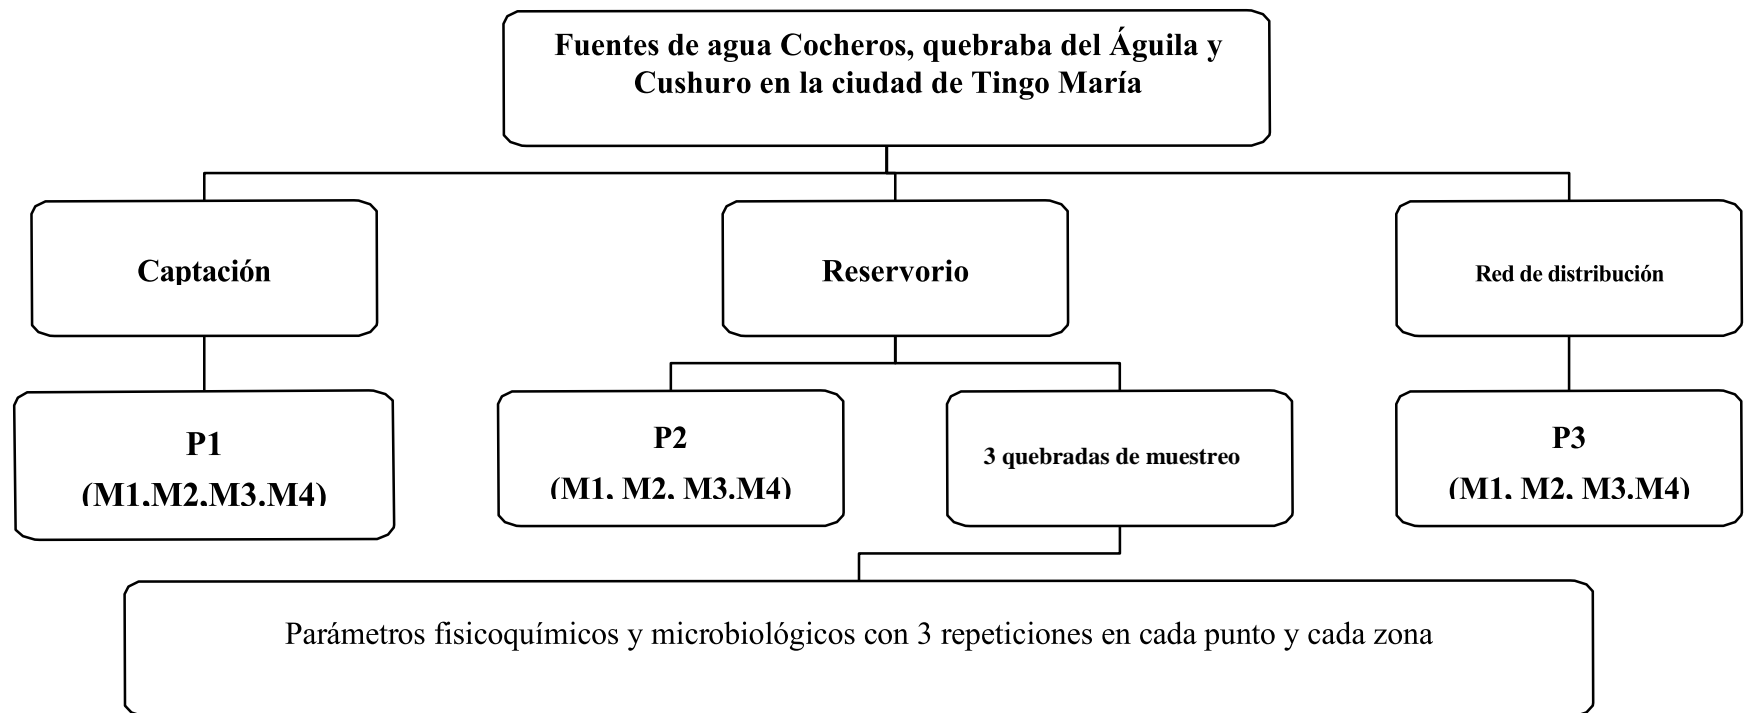 Fuentes de agua Cocheros, quebraba del Águila y
Cushuro en la ciudad de Tingo María
Captación
Reservorio
Red de distribución
P1
(M1,M2,M3.M4)
P2
(M1, M2, M3.M4)
3 quebradas de muestreo
P3
(M1, M2, M3.M4)
Parámetros fisicoquímicos y microbiológicos con 3 repeticiones en cada punto y cada zona